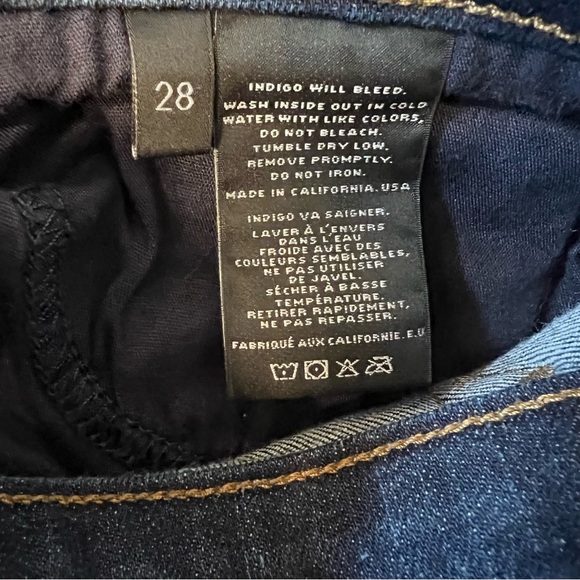 28
INDIGO WILL BLEED.
WASH INSIDE OUT IN COLD
WATER WITH LIKE COLORS,
DO NOT BLEACH.
TUMBLE DRY LOW.
REMOVE PROMPTLY.
DO NOT IRON.
MADE IN CALIFORNIA. USA
INDIGO VA SAIGNER.
LAVER À L'ENVERS
DANS L'EAU
FROIDE AVEC DES
COULEURS SEMBLABLES,
NE PAS UTILISER
DE JAVEL.
SÉCHER À BASSE
TEMPÉRATURE.
RETIRER RAPIDEMENT,
NE PAS REPASSER.
FABRIQUÉ AUX CALIFORNIE. E.U